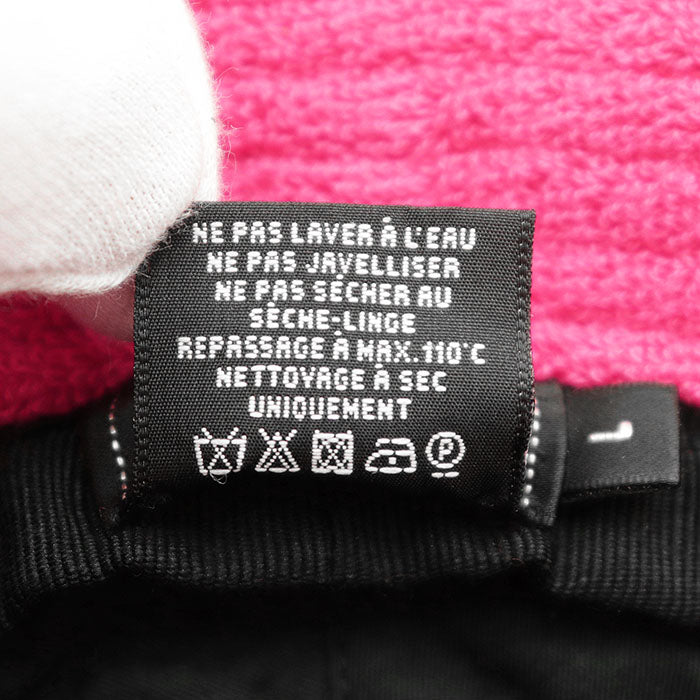 NE PAS LAVER À L'EAU
NE PAS JAVELLISER
NE PAS SÉCHER AU
SÈCHE-LINGE
REPASSAGE À MAX. 110°C
NETTOYAGE À SEC
UNIQUEMENT
P
L